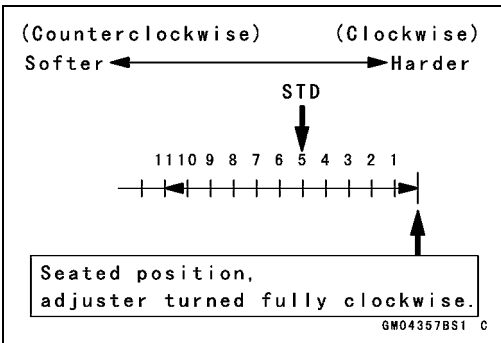 (Counterclockwise) (Clockwise)
Softer Harder
STD
11 10 9 8 7 6 5 4 3 2 1
Seated position,
adjuster turned fully clockwise.
GM04357BS1 C